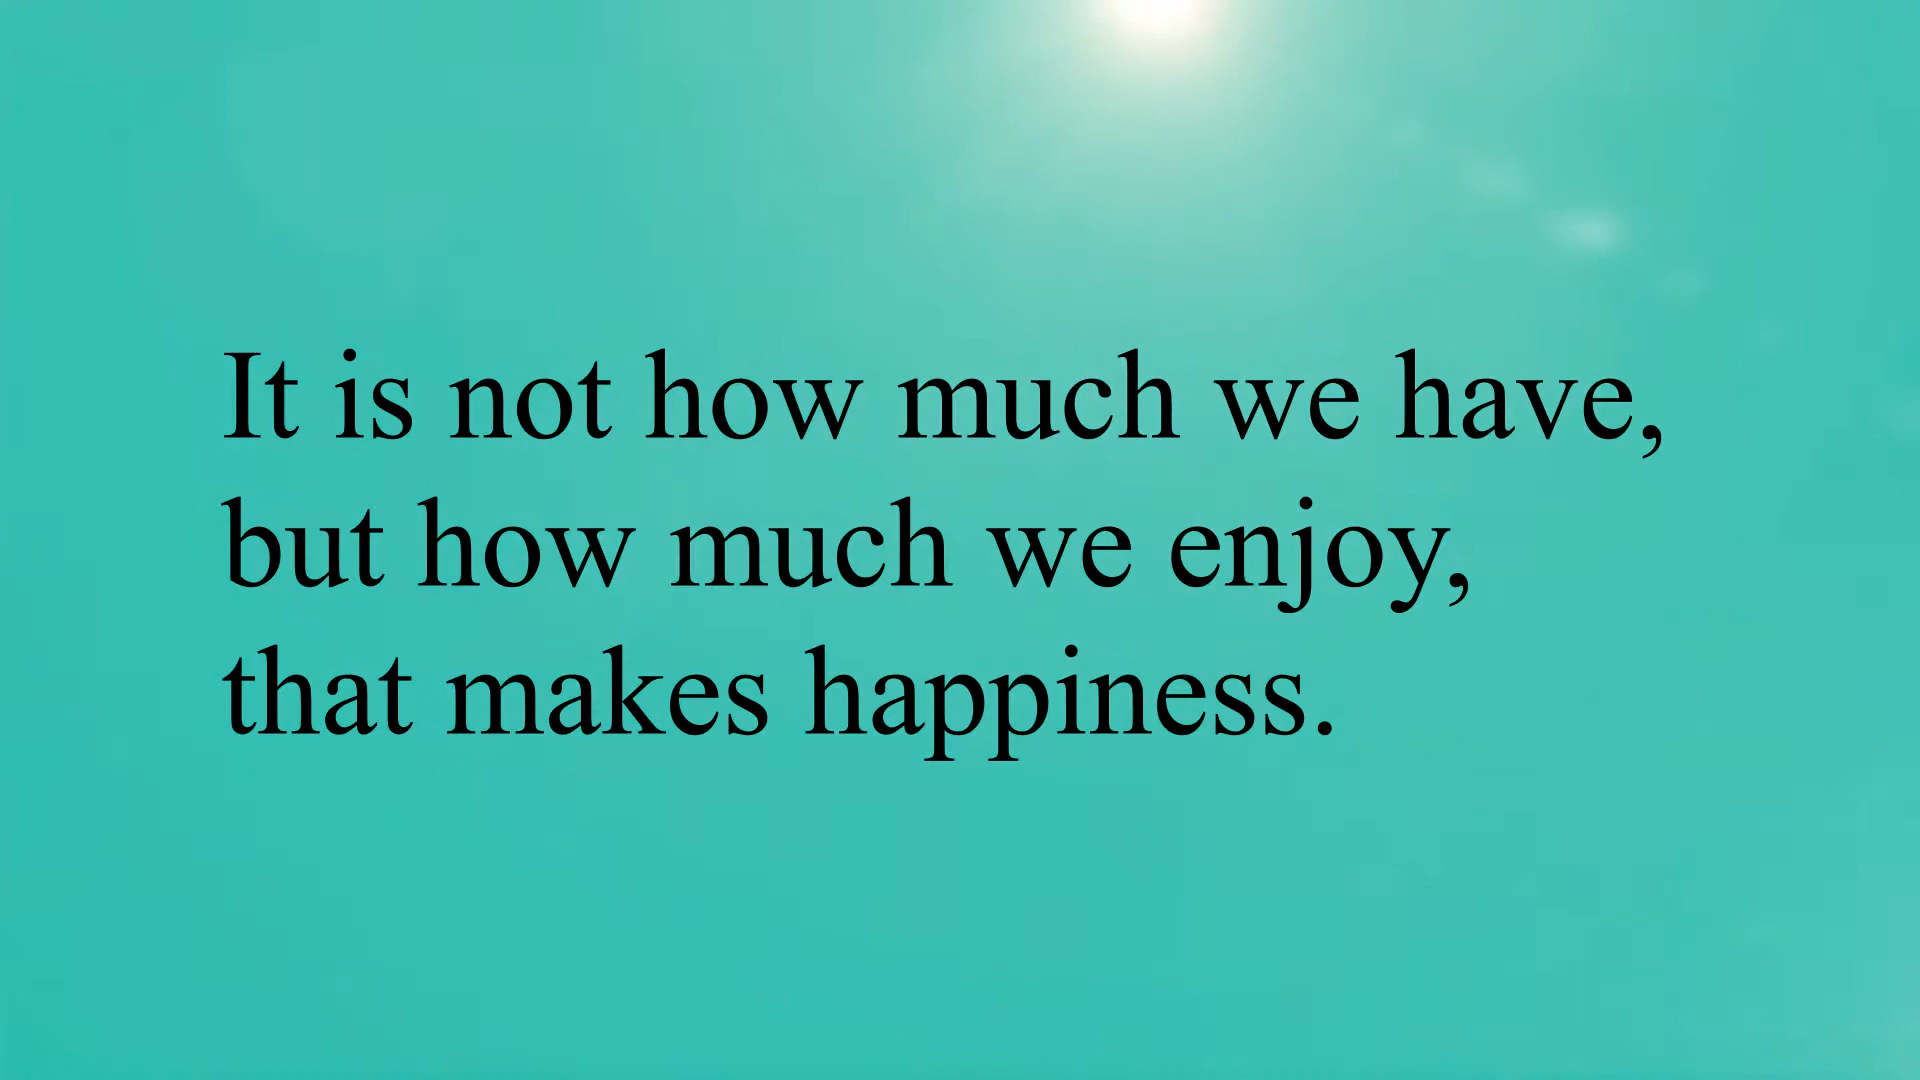 It is not how much we have,
but how much we enjoy,
that makes happiness.